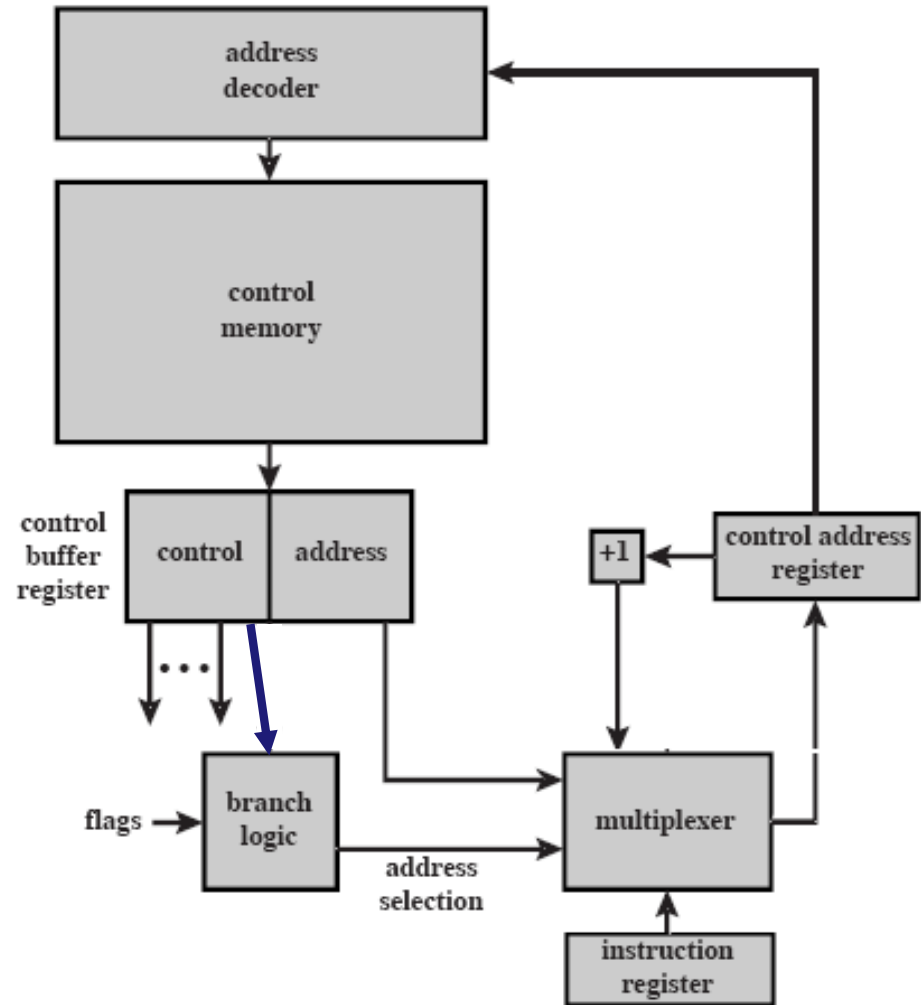 address
decoder
control
memory
control
buffer
register
control
address
+1
control address
register
flags
branch
logic
address
selection
multiplexer
instruction
register